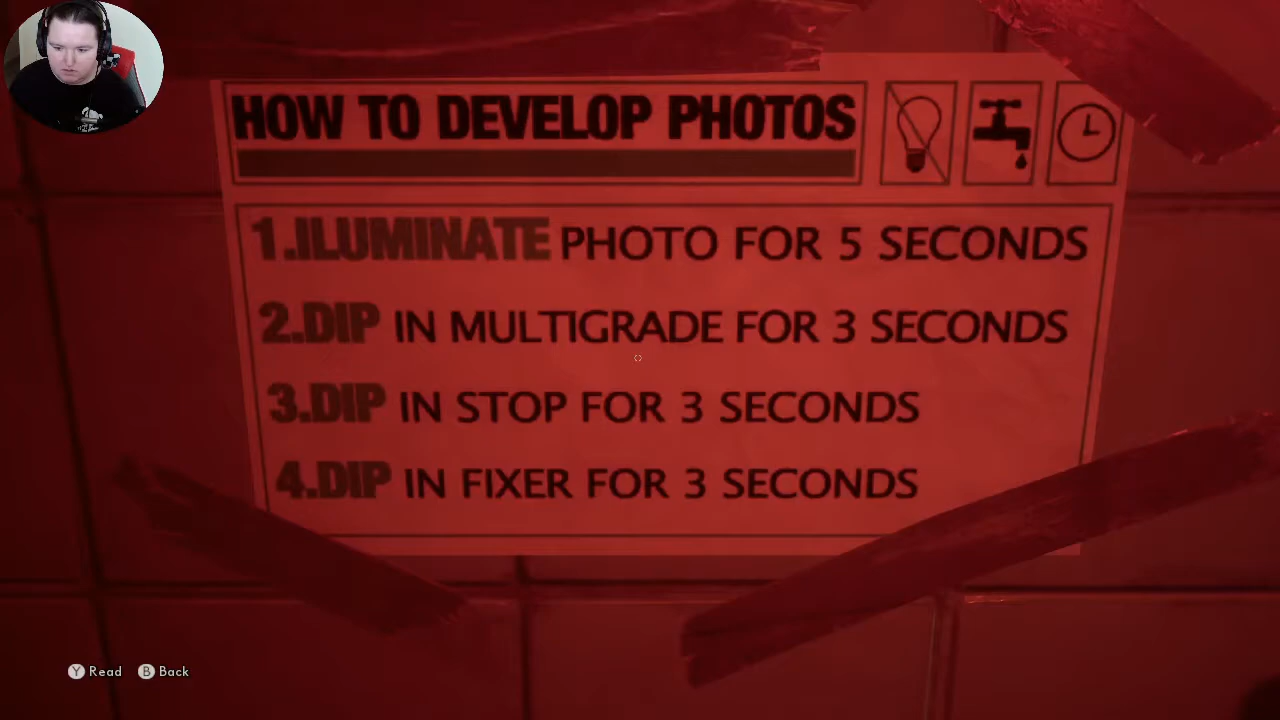 HOW TO DEVELOP PHOTOS
1.ILUMINATE PHOTO FOR 5 SECONDS
2.DIP IN MULTIGRADE FOR 3 SECONDS
3.DIP IN STOP FOR 3 SECONDS
4.DIP IN FIXER FOR 3 SECONDS
Y Read B Back